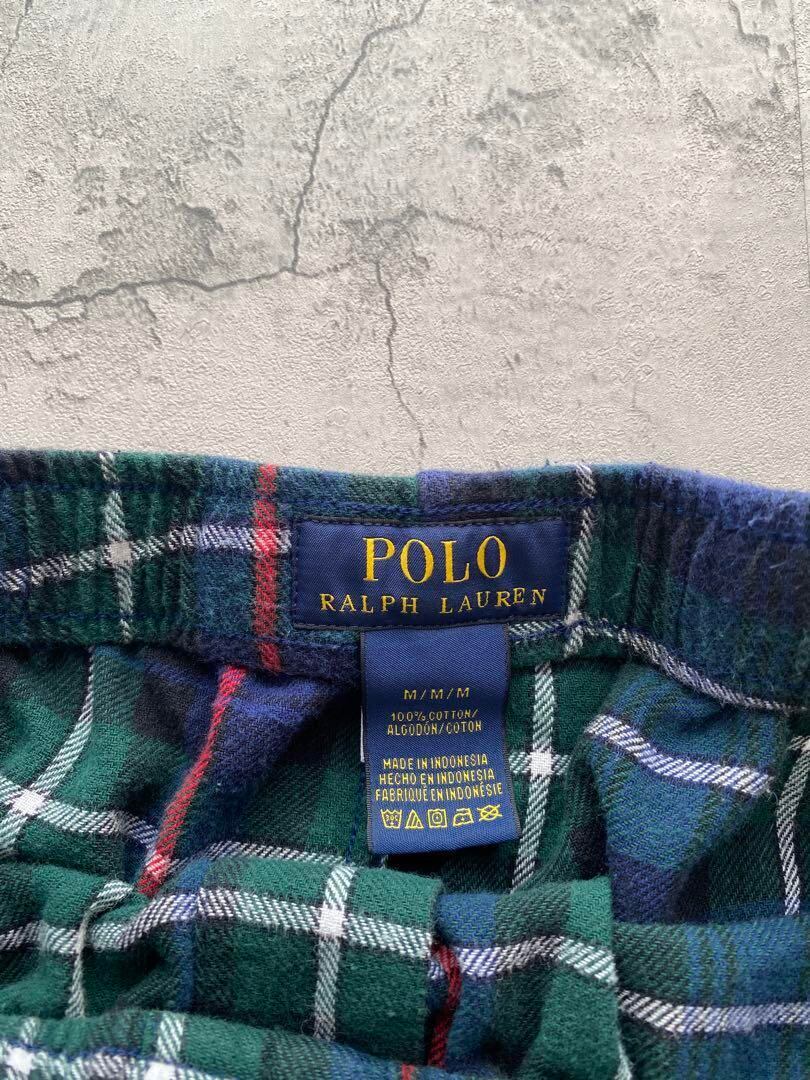 POLO
RALPH LAUREN
M/M/M
100% COTTON/
ALGODÓN/COTON
MADE IN INDONESIA
HECHO EN INDONESIA
FABRIQUÉ EN INDONÉSIE